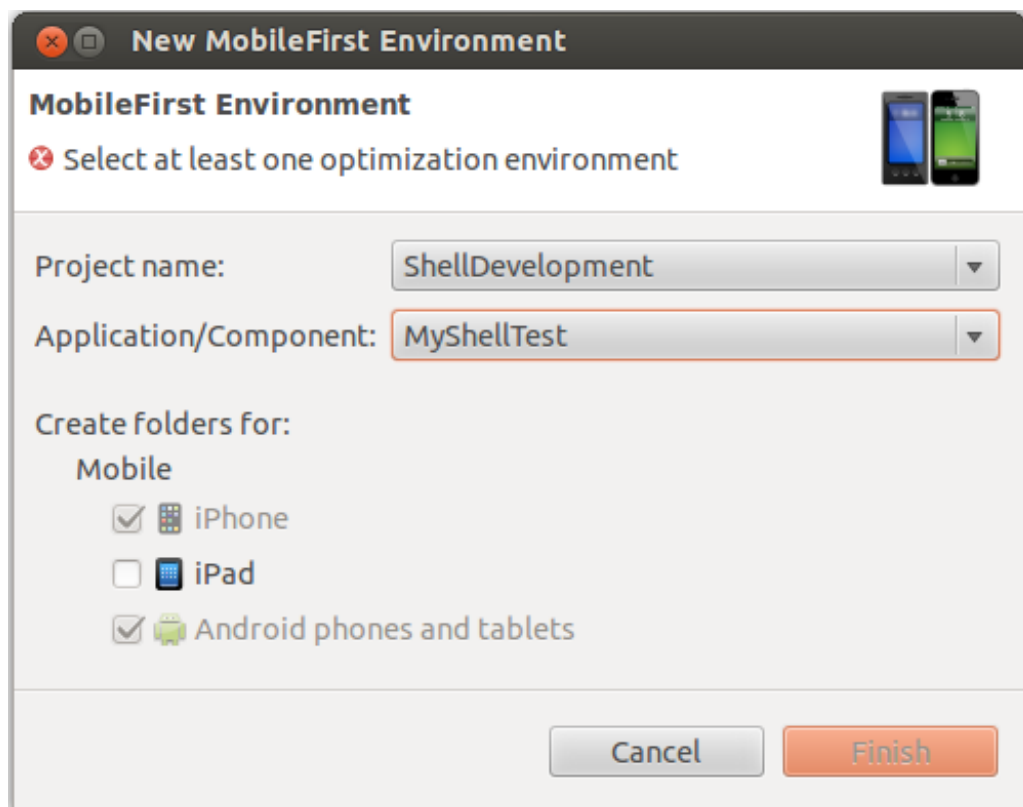 New MobileFirst Environment
MobileFirst Environment
Select at least one optimization environment
Project name: ShellDevelopment
Application/Component: MyShellTest
Create folders for:
Mobile
iPhone
iPad
Android phones and tablets
Cancel Finish